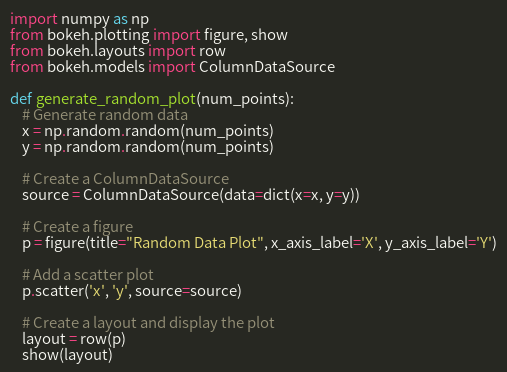 import numpy as np
from bokeh.plotting import figure, show
from bokeh.layouts import row
from bokeh.models import ColumnDataSource

def generate_random_plot(num_points):
    # Generate random data
    x = np.random.random(num_points)
    y = np.random.random(num_points)

    # Create a ColumnDataSource
    source = ColumnDataSource(data=dict(x=x, y=y))

    # Create a figure
    p = figure(title="Random Data Plot", x_axis_label='X', y_axis_label='Y')

    # Add a scatter plot
    p.scatter('x', 'y', source=source)

    # Create a layout and display the plot
    layout = row(p)
    show(layout)